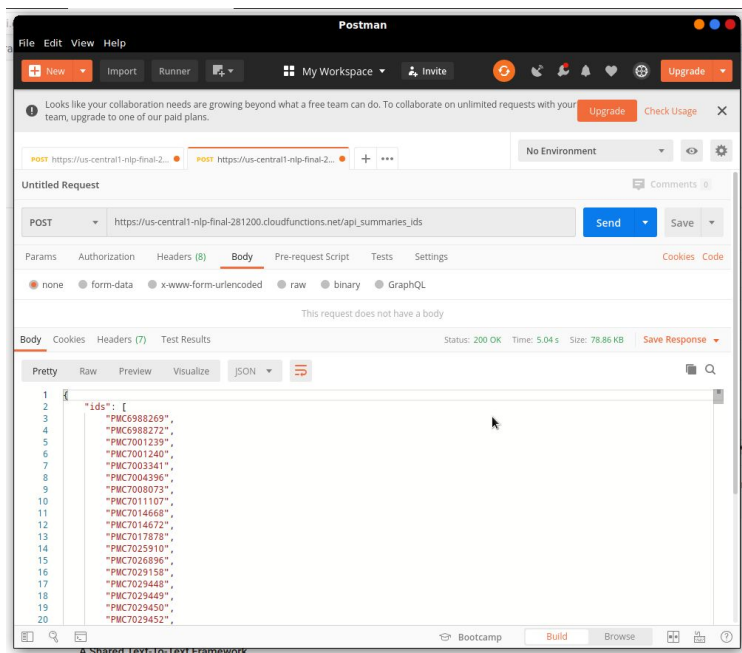 Postman
File Edit View Help
New Import Runner My Workspace Invite Upgrade
Looks like your collaboration needs are growing beyond what a free team can do. To collaborate on unlimited requests with your
team, upgrade to one of our paid plans.
Upgrade Check Usage
POST https://us-central1-nlp-final-2... POST https://us-central1-nlp-final-2... + ••• No Environment
Untitled Request Comments 0
POST https://us-central1-nlp-final-281200.cloudfunctions.net/api_summaries_ids Send Save
Params Authorization Headers (8) Body Pre-request Script Tests Settings Cookies Code
none form-data x-www-form-urlencoded raw binary GraphQL
This request does not have a body
Body Cookies Headers (7) Test Results Status: 200 OK Time: 5.04 s Size: 78.86 KB Save Response
Pretty Raw Preview Visualize JSON
1 {
2 "ids": [
3 "PMC6988269",
4 "PMC6988272",
5 "PMC7001239",
6 "PMC7001240",
7 "PMC7003341",
8 "PMC7004396",
9 "PMC7008073",
10 "PMC7011107",
11 "PMC7014668",
12 "PMC7014672",
13 "PMC7017878",
14 "PMC7025910",
15 "PMC7026896",
16 "PMC7029158",
17 "PMC7029448",
18 "PMC7029449",
19 "PMC7029450",
20 "PMC7029452",
Bootcamp Build Browse
A Shared Text-To-Text Framework